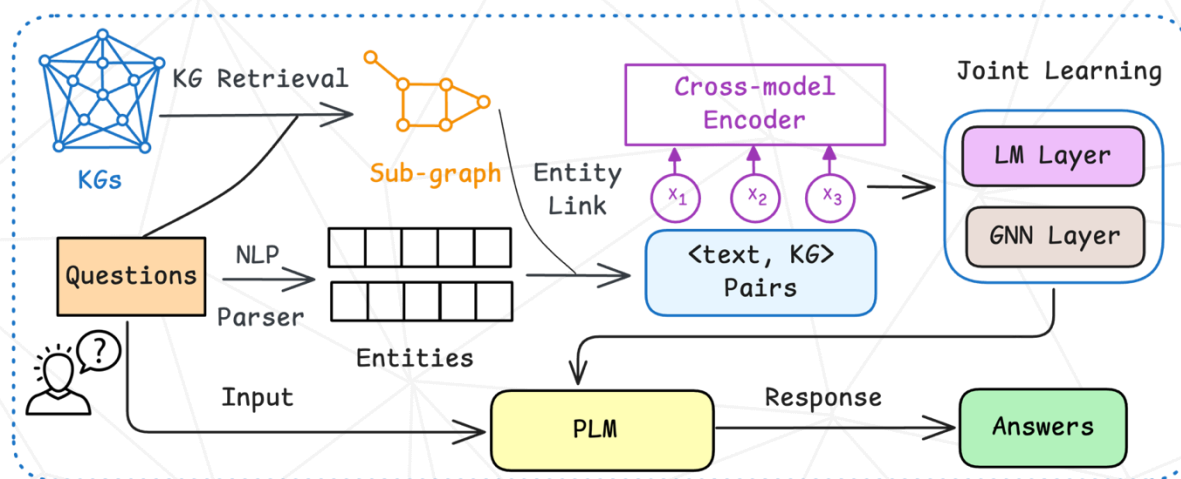 KG Retrieval
KGs
Sub-graph
Entity
Link
Cross-model
Encoder
x1
x2
x3
Joint Learning
LM Layer
GNN Layer
Questions
NLP
Parser
Entities
<text, KG>
Pairs
?
Input
PLM
Response
Answers